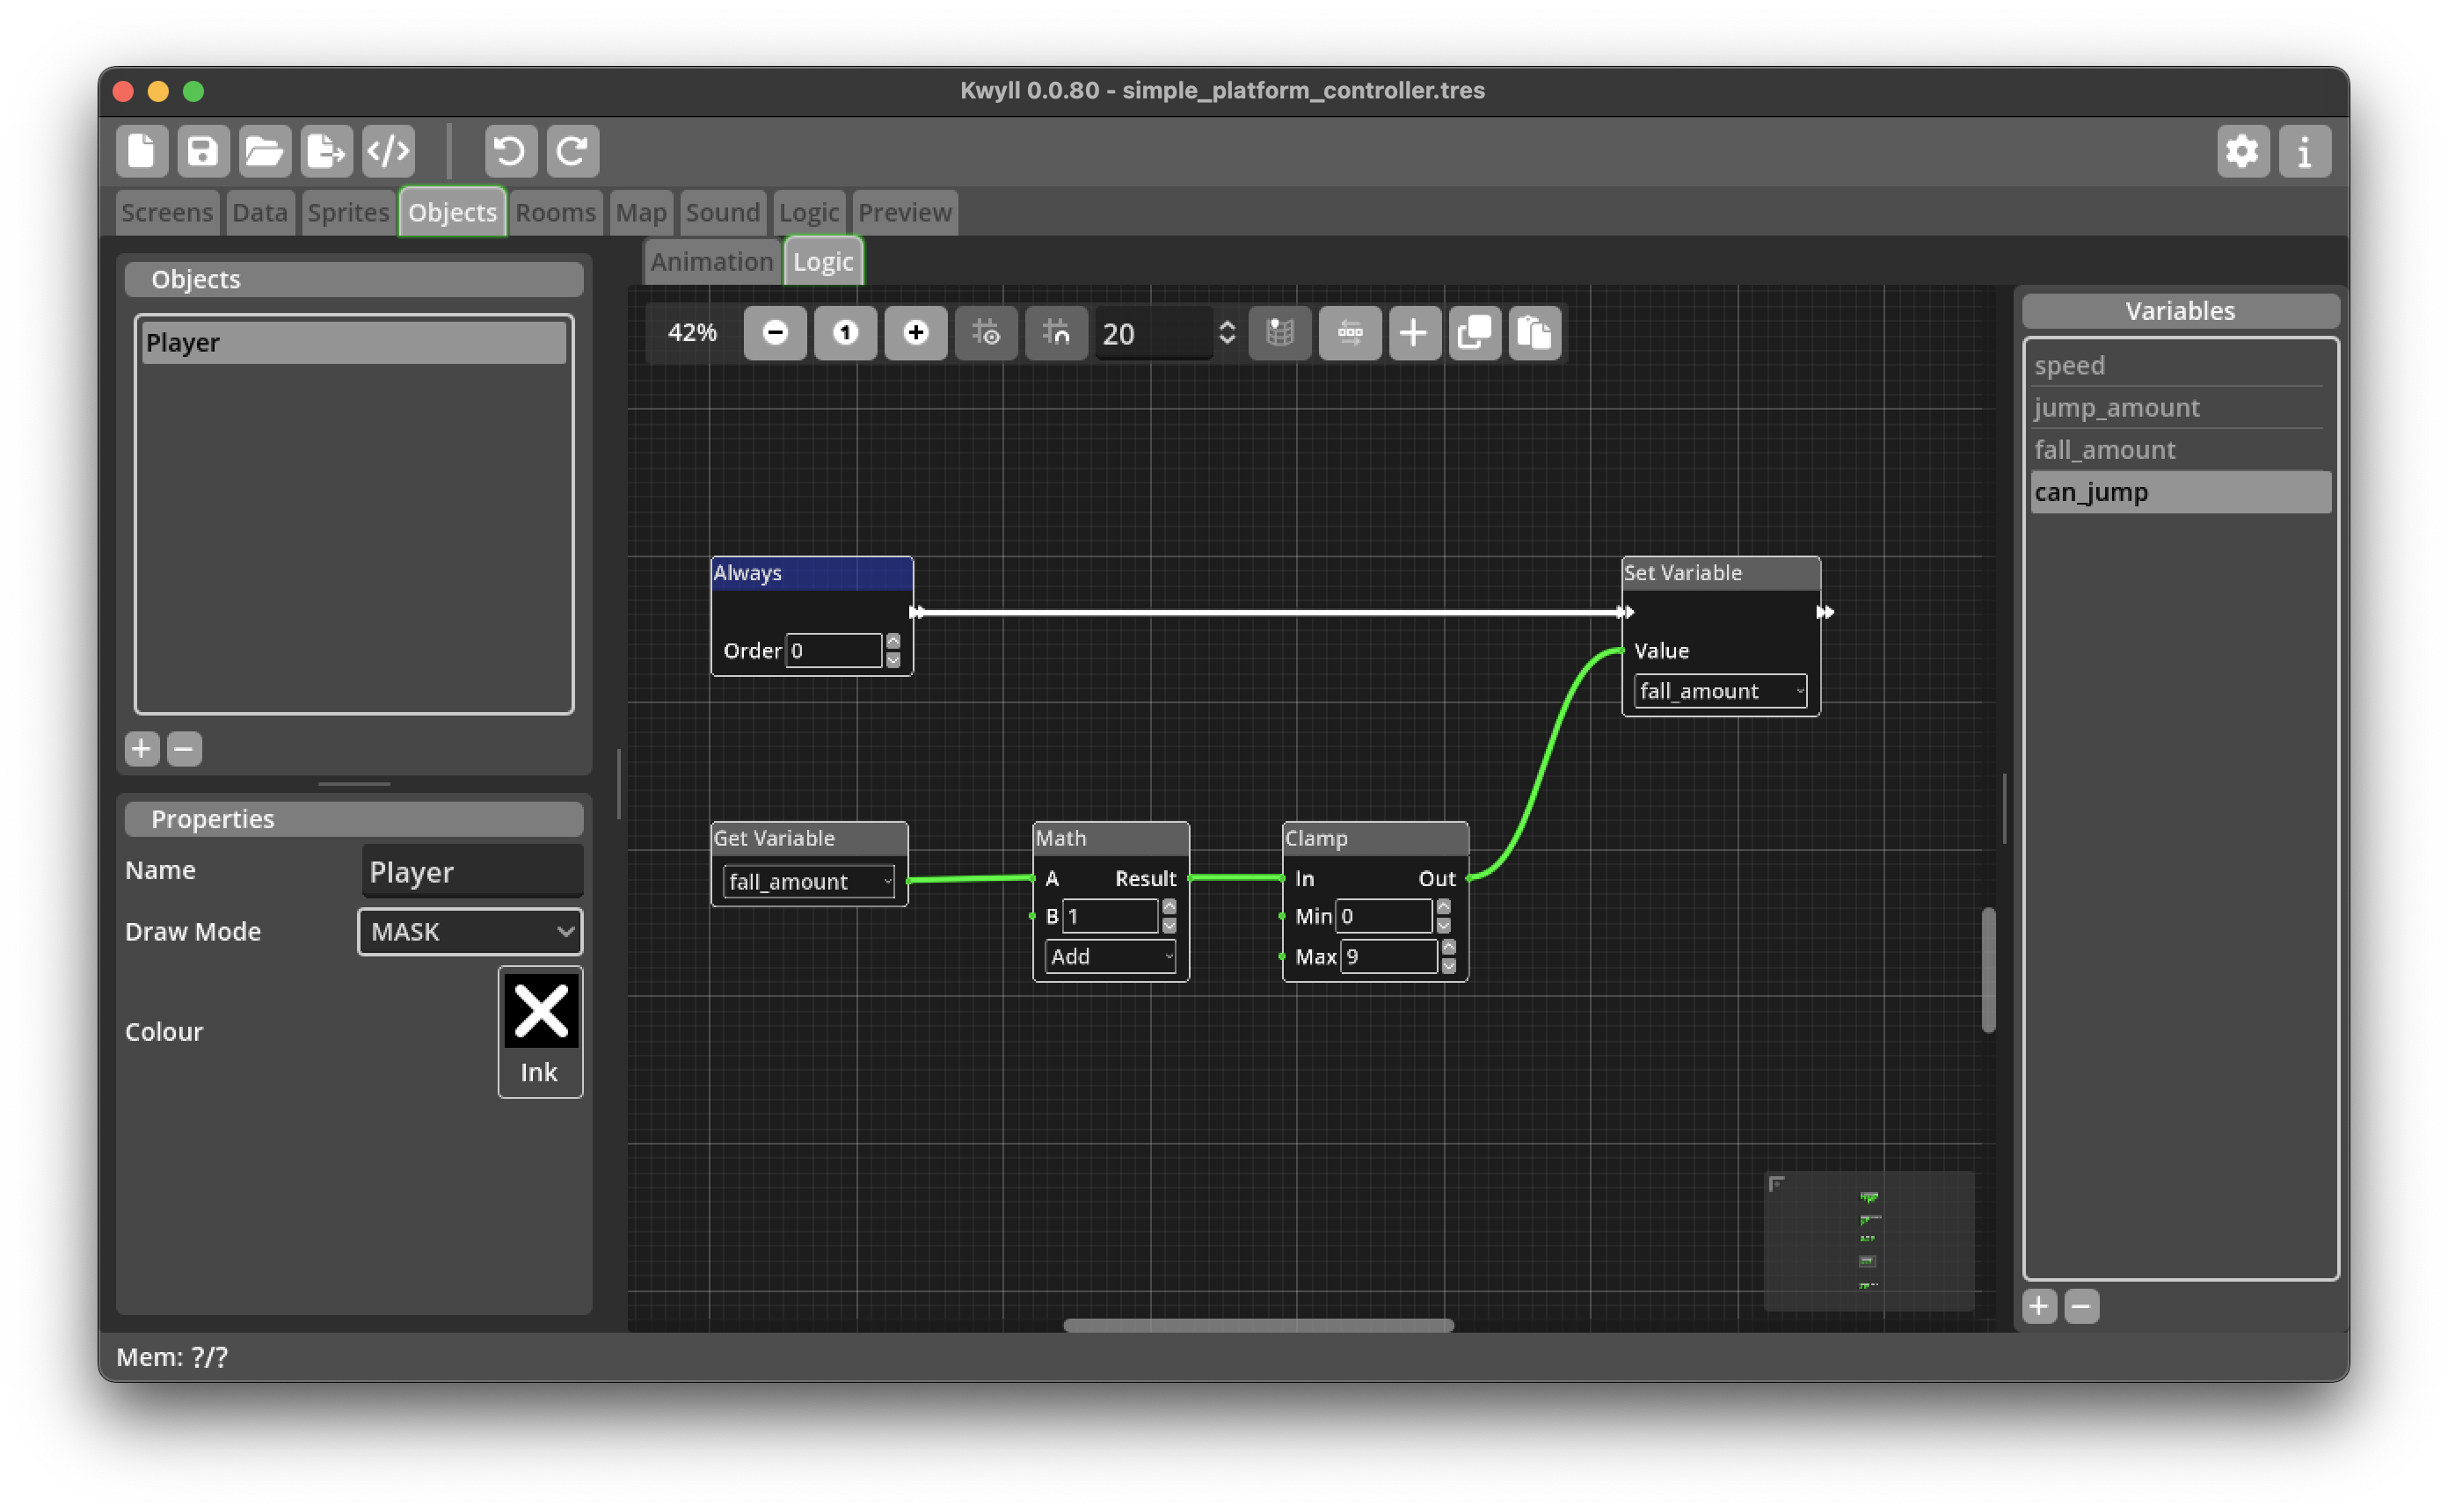 Kwyll 0.0.80 - simple_platform_controller.tres
Screens Data Sprites Objects Rooms Map Sound Logic Preview
Objects
Player
Properties
Name Player
Draw Mode MASK
Colour
Ink
Animation Logic
42% 1 20
Always
Order 0
Set Variable
Value
fall_amount
Get Variable
fall_amount
Math
A Result
B 1
Add
Clamp
In Out
Min 0
Max 9
Variables
speed
jump_amount
fall_amount
can_jump
Mem: ?/?